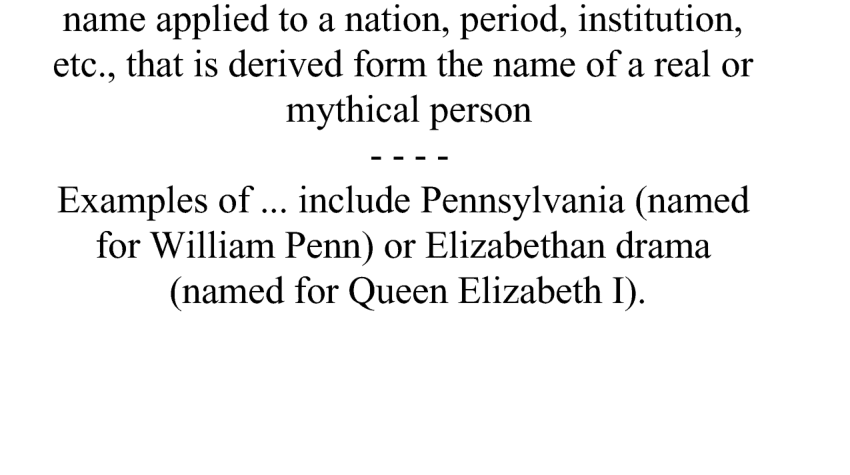 name applied to a nation, period, institution,
etc., that is derived form the name of a real or
mythical person
- - - -
Examples of ... include Pennsylvania (named
for William Penn) or Elizabethan drama
(named for Queen Elizabeth I).